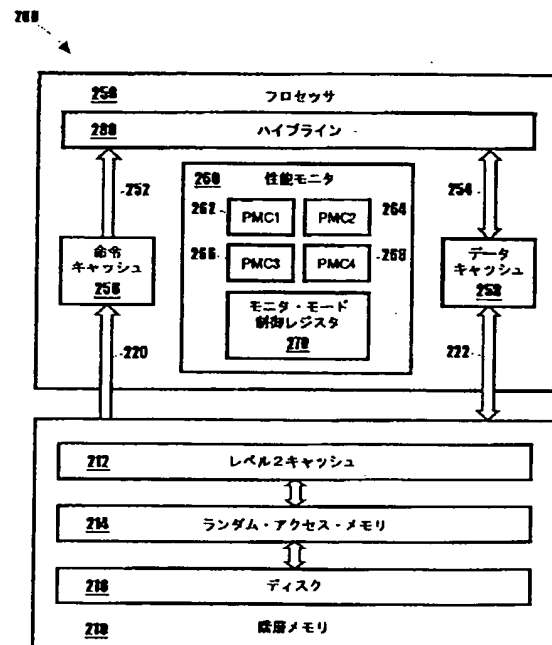 200
250 プロセッサ
280 パイプライン
252
260 性能モニタ
254
262 PMC1 PMC2 264
266 PMC3 PMC4 268
命令
キャッシュ
256
データ
キャッシュ
258
モニタ・モード
制御レジスタ
270
220
222
212 レベル2キャッシュ
214 ランダム・アクセス・メモリ
216 ディスク
210 階層メモリ